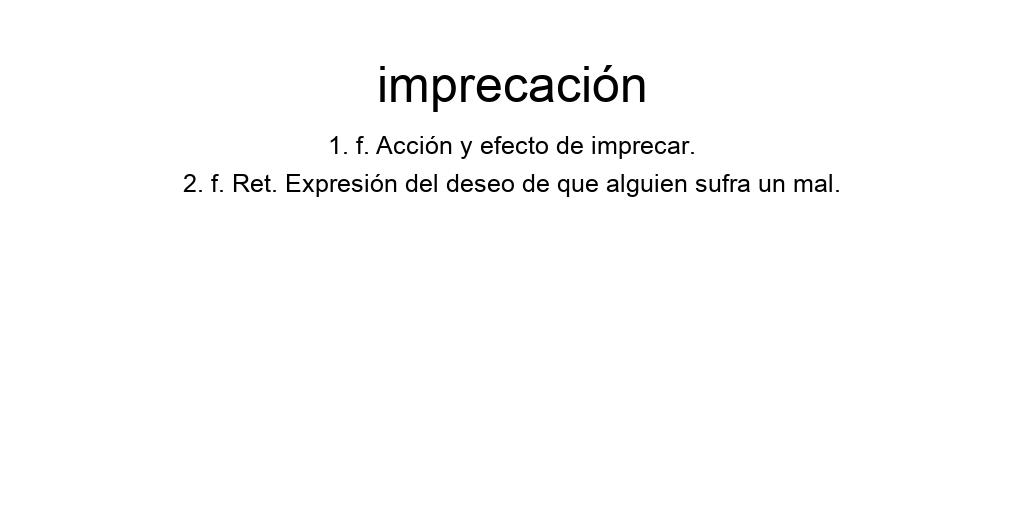 imprecación
1. f. Acción y efecto de imprecar.
2. f. Ret. Expresión del deseo de que alguien sufra un mal.